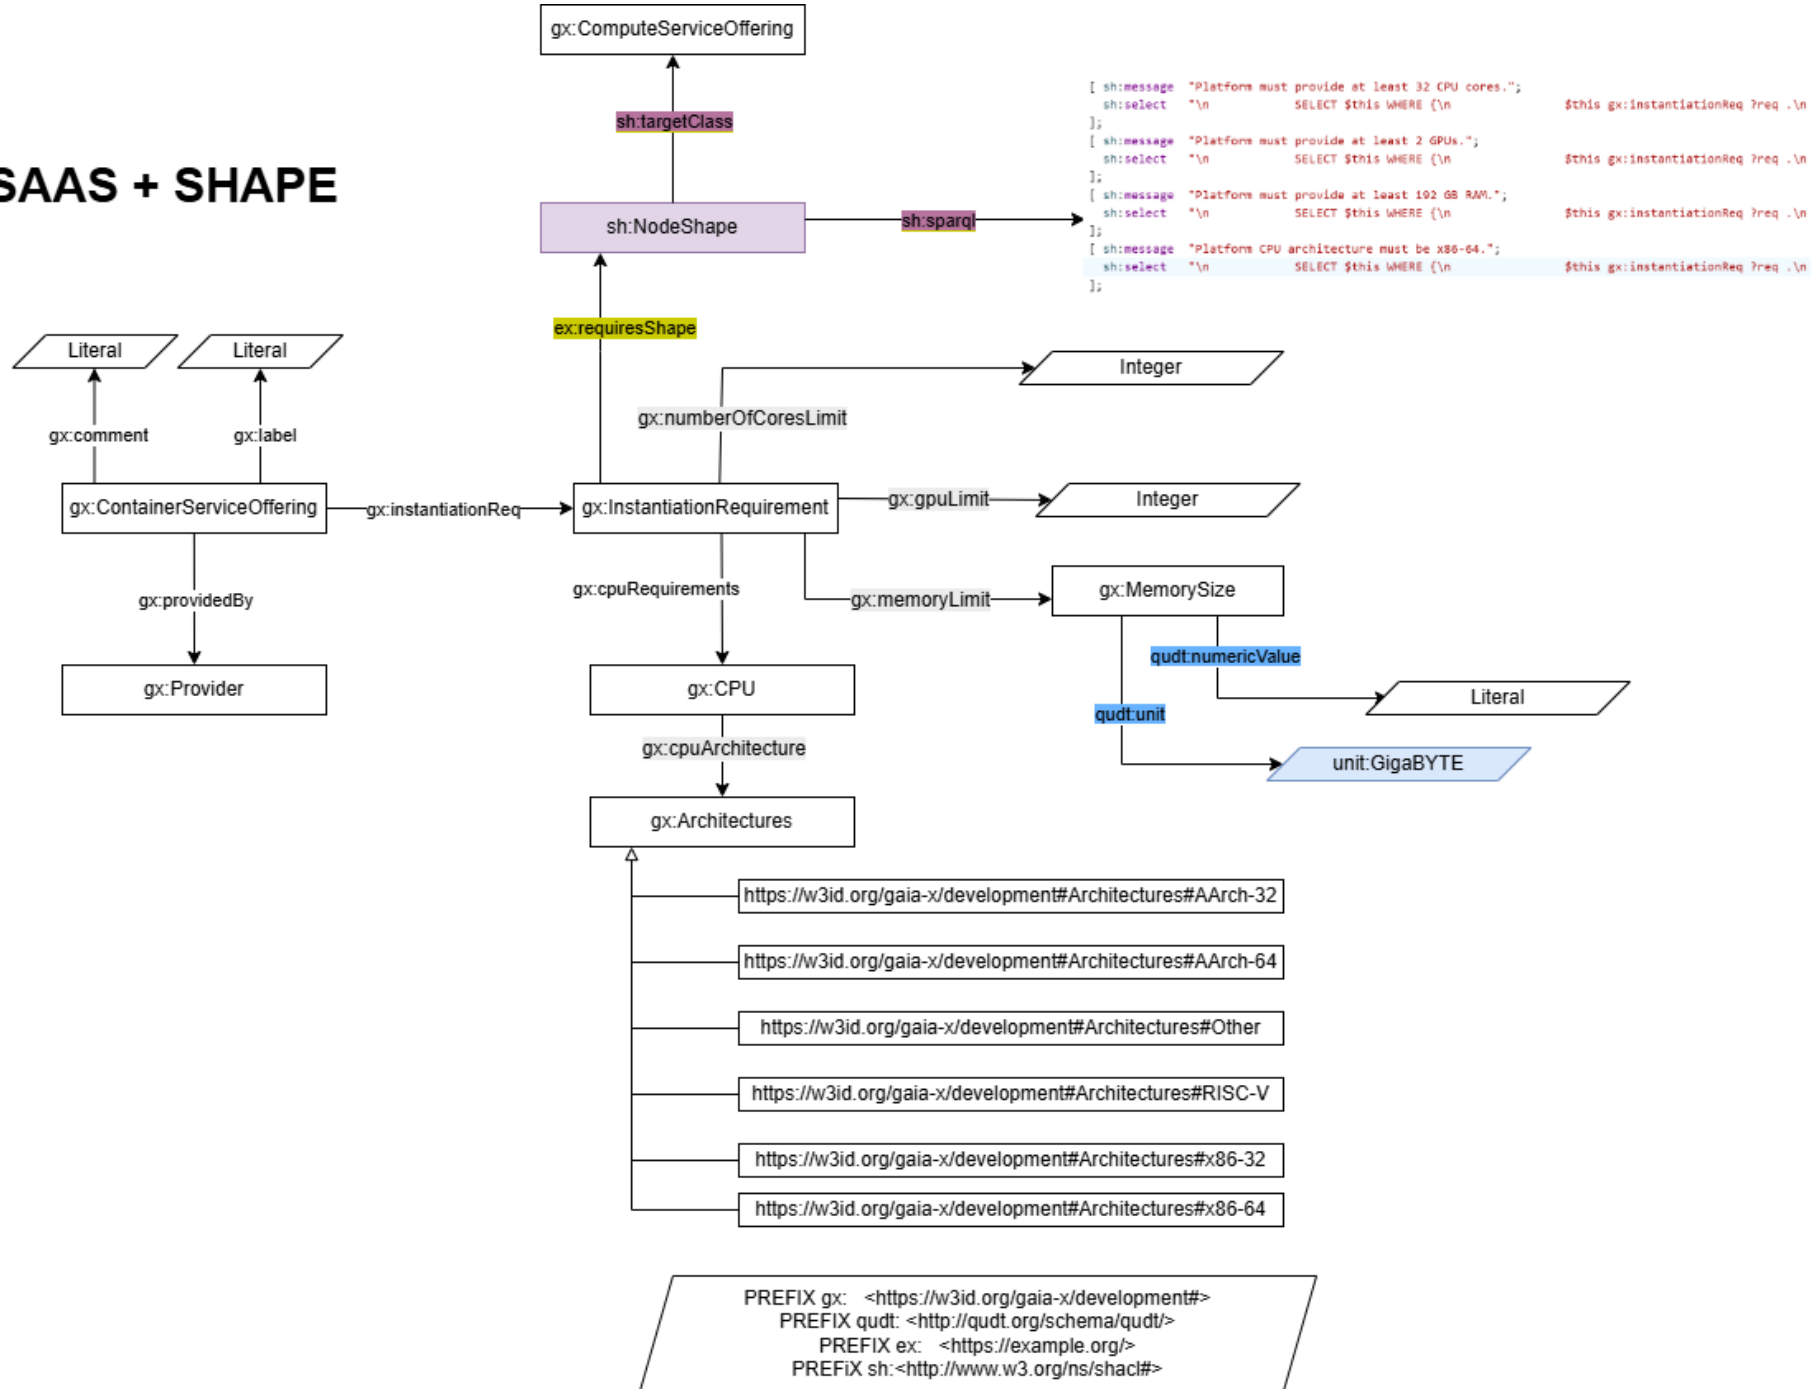 gx:ComputeServiceOffering
sh:targetClass
SAAS + SHAPE
sh:NodeShape
sh:sparql
[ sh:message "Platform must provide at least 32 CPU cores.";
sh:select "\n SELECT $this WHERE {\n $this gx:instantiationReq ?req .\n
];
[ sh:message "Platform must provide at least 2 GPUs.";
sh:select "\n SELECT $this WHERE {\n $this gx:instantiationReq ?req .\n
];
[ sh:message "Platform must provide at least 192 GB RAM.";
sh:select "\n SELECT $this WHERE {\n $this gx:instantiationReq ?req .\n
];
[ sh:message "Platform CPU architecture must be x86-64.";
sh:select "\n SELECT $this WHERE {\n $this gx:instantiationReq ?req .\n
];
ex:requiresShape
Literal
Literal
Integer
gx:numberOfCoresLimit
gx:comment
gx:label
gx:ContainerServiceOffering
gx:instantiationReq
gx:InstantiationRequirement
gx:gpuLimit
Integer
gx:providedBy
gx:cpuRequirements
gx:memoryLimit
gx:MemorySize
qudt:numericValue
gx:Provider
gx:CPU
Literal
qudt:unit
gx:cpuArchitecture
unit:GigaBYTE
gx:Architectures
https://w3id.org/gaia-x/development#Architectures#AArch-32
https://w3id.org/gaia-x/development#Architectures#AArch-64
https://w3id.org/gaia-x/development#Architectures#Other
https://w3id.org/gaia-x/development#Architectures#RISC-V
https://w3id.org/gaia-x/development#Architectures#x86-32
https://w3id.org/gaia-x/development#Architectures#x86-64
PREFIX gx: <https://w3id.org/gaia-x/development#>
PREFIX qudt: <http://qudt.org/schema/qudt/>
PREFIX ex: <https://example.org/>
PREFiX sh:<http://www.w3.org/ns/shacl#>